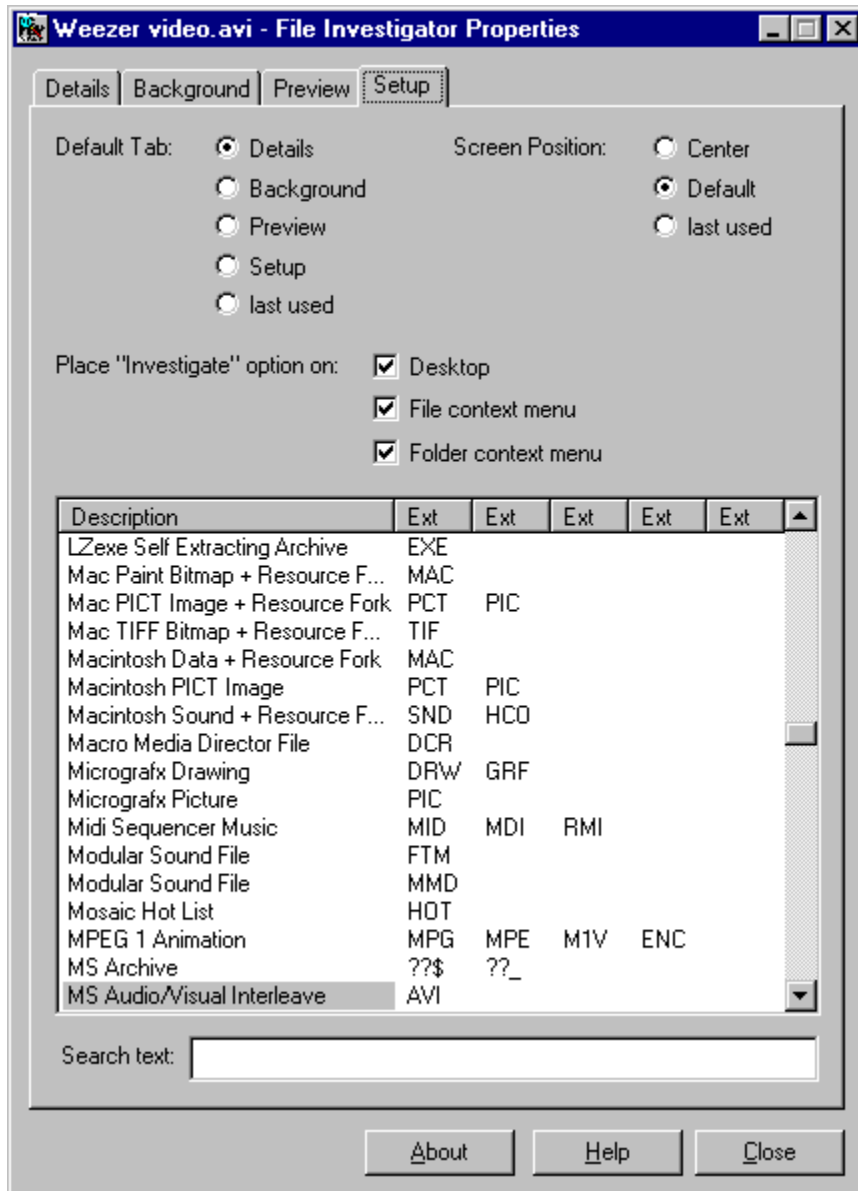 Weezer video.avi - File Investigator Properties
Details Background Preview Setup
Default Tab: Details Screen Position: Center
Background Default
Preview last used
Setup
last used
Place "Investigate" option on: Desktop
File context menu
Folder context menu
Description Ext Ext Ext Ext Ext
LZexe Self Extracting Archive EXE
Mac Paint Bitmap + Resource F... MAC
Mac PICT Image + Resource Fork PCT PIC
Mac TIFF Bitmap + Resource F... TIF
Macintosh Data + Resource Fork MAC
Macintosh PICT Image PCT PIC
Macintosh Sound + Resource F... SND HCO
Macro Media Director File DCR
Micrografx Drawing DRW GRF
Micrografx Picture PIC
Midi Sequencer Music MID MDI RMI
Modular Sound File FTM
Modular Sound File MMD
Mosaic Hot List HOT
MPEG 1 Animation MPG MPE M1V ENC
MS Archive ??$ ??_
MS Audio/Visual Interleave AVI
Search text:
About Help Close